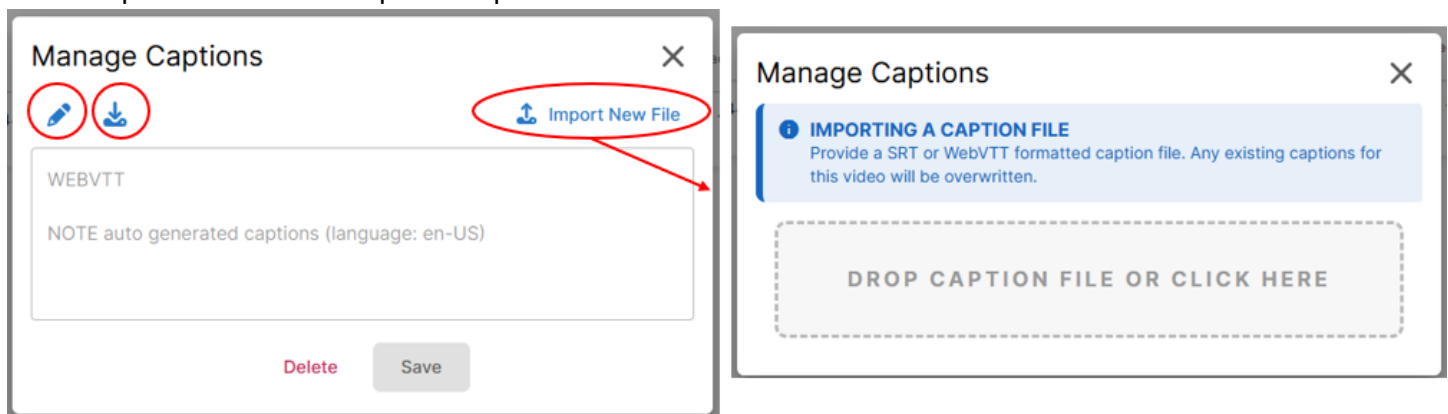 Manage Captions
Import New File
WEBVTT
NOTE auto generated captions (language: en-US)
Delete
Save
Manage Captions
IMPORTING A CAPTION FILE
Provide a SRT or WebVTT formatted caption file. Any existing captions for
this video will be overwritten.
DROP CAPTION FILE OR CLICK HERE